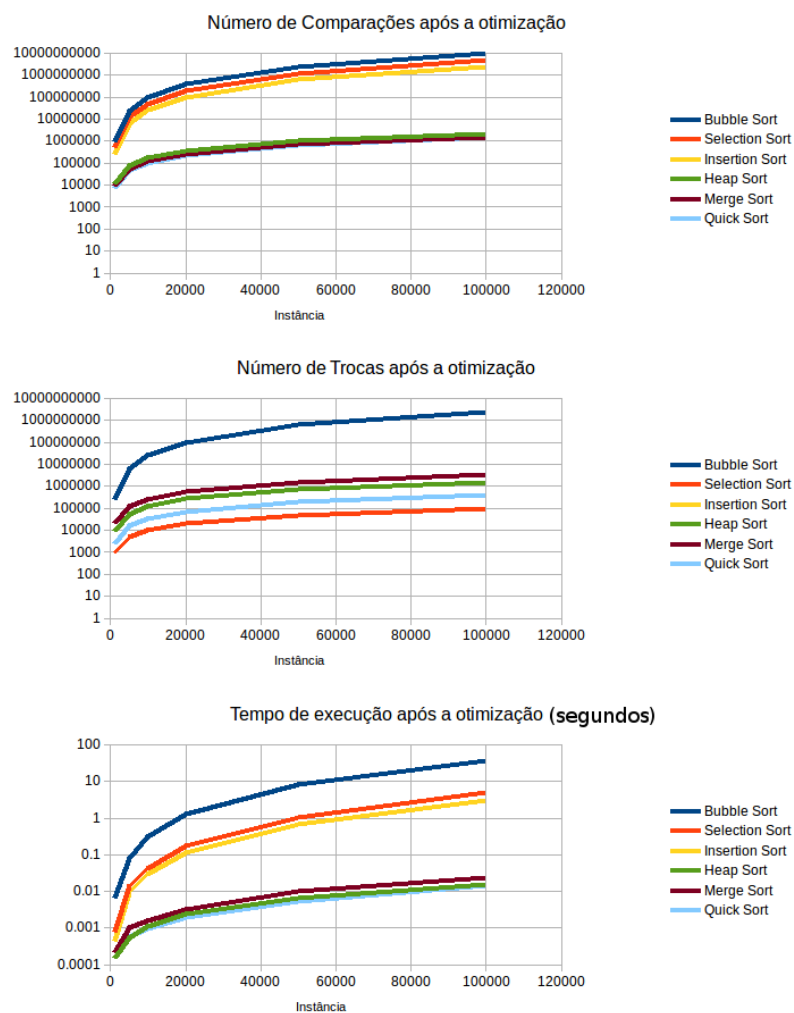 Número de Comparações após a otimização
10000000000
1000000000
100000000
10000000
1000000
100000
10000
1000
100
10
1
0 20000 40000 60000 80000 100000 120000
Instância
Bubble Sort
Selection Sort
Insertion Sort
Heap Sort
Merge Sort
Quick Sort
Número de Trocas após a otimização
10000000000
1000000000
100000000
10000000
1000000
100000
10000
1000
100
10
1
0 20000 40000 60000 80000 100000 120000
Instância
Bubble Sort
Selection Sort
Insertion Sort
Heap Sort
Merge Sort
Quick Sort
Tempo de execução após a otimização (segundos)
100
10
1
0.1
0.01
0.001
0.0001
0 20000 40000 60000 80000 100000 120000
Instância
Bubble Sort
Selection Sort
Insertion Sort
Heap Sort
Merge Sort
Quick Sort